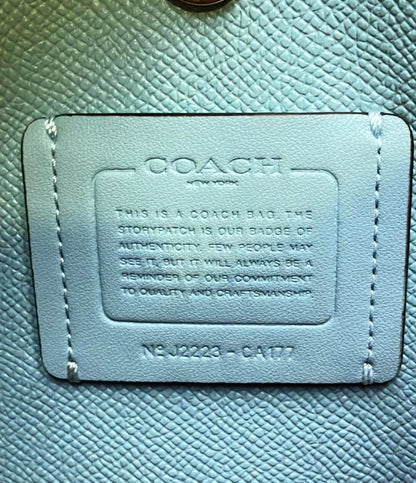 COACH
NEW YORK
THIS IS A COACH BAG. THE
STORYPATCH IS OUR BADGE OF
AUTHENTICITY. FEW PEOPLE MAY
SEE IT, BUT IT WILL ALWAYS BE A
REMINDER OF OUR COMMITMENT
TO QUALITY AND CRAFTSMANSHIP.
Nº J2223 - CA177